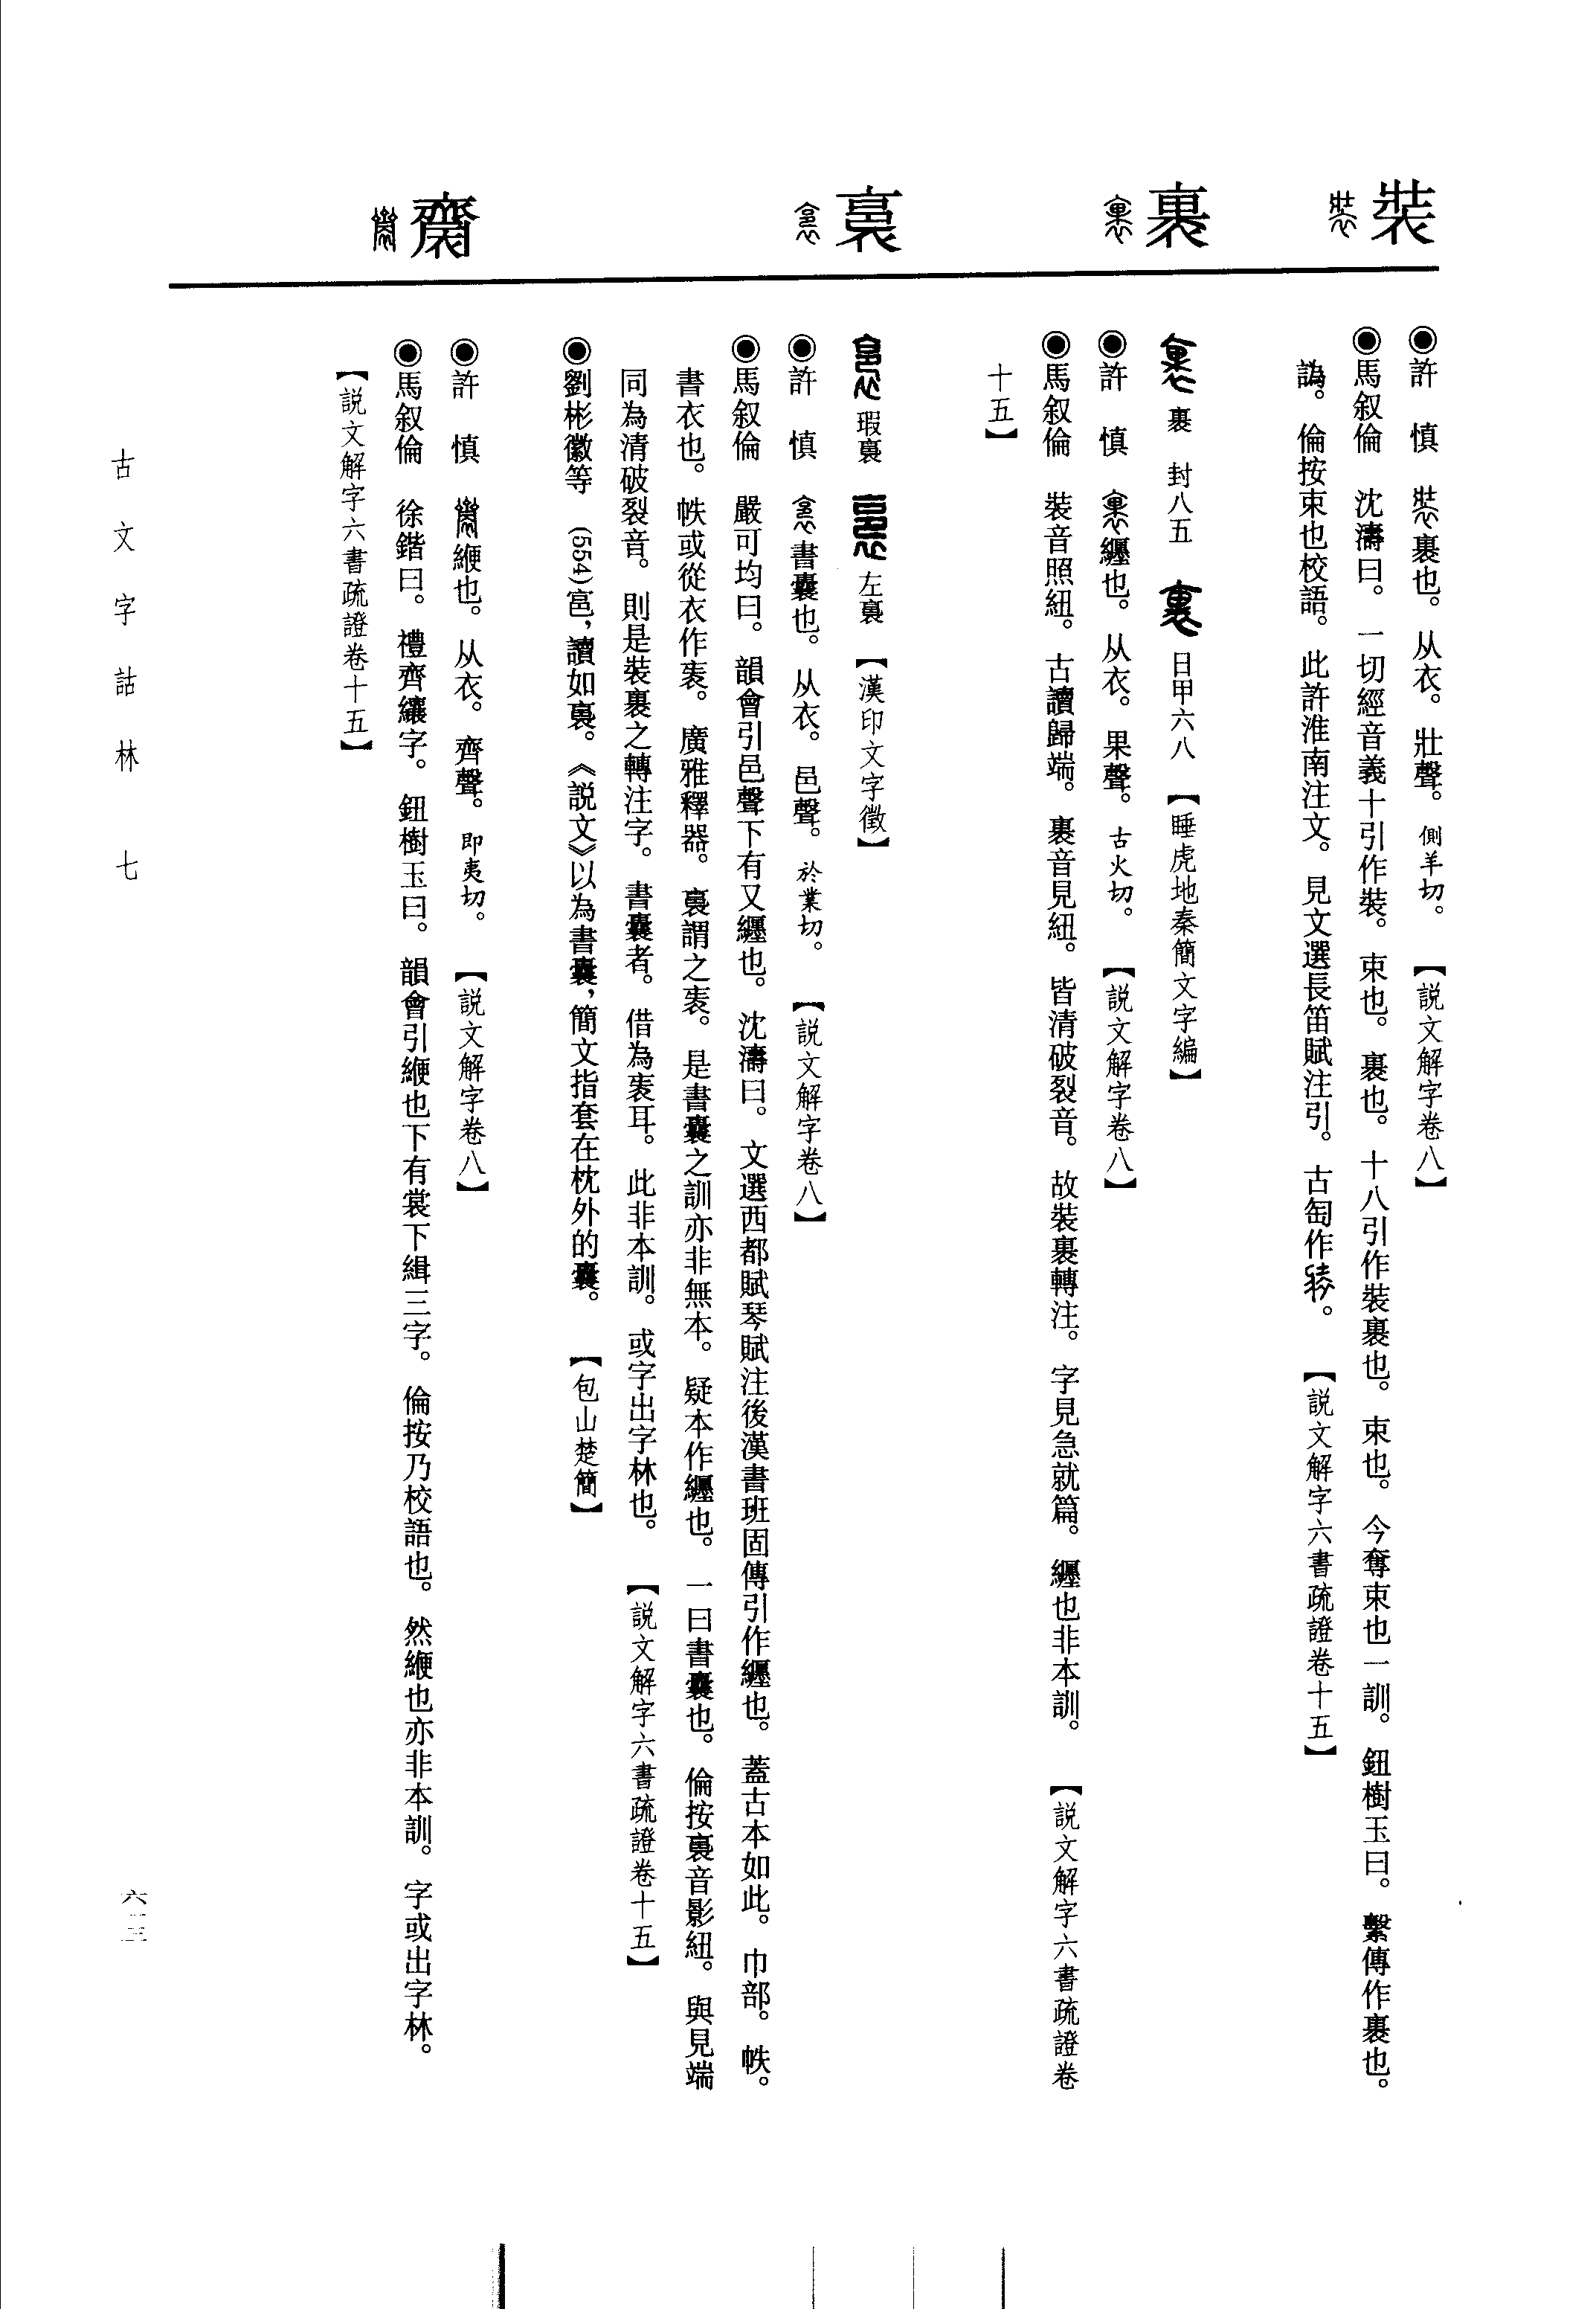 裝
◉許　慎　裹也。从衣。壯聲。側羊切。　【説文解字卷八】
◉馬叙倫　沈濤曰。一切經音義十引作裝。束也。裹也。十八引作裝裹也。束也。今奪束也一訓。鈕樹玉曰。繫傳作裹也。
譌。倫按束也校語。此許淮南注文。見文選長笛賦注引。古匋作。　【説文解字六書疏證卷十五】
裹
裹　封八五　日甲六八　【睡虎地秦簡文字編】
◉許　慎　纏也。从衣。果聲。古火切。　【説文解字卷八】
◉馬叙倫　裝音照紐。古讀歸端。裹音見紐。皆清破裂音。故裝裹轉注。字見急就篇。纏也非本訓。　【説文解字六書疏證卷
十五】
裛
瑕裛　左裛　【漢印文字徵】
◉許　慎　書囊也。从衣。邑聲。於業切。　【説文解字卷八】
◉馬叙倫　嚴可均曰。韻會引邑聲下有又纏也。沈濤曰。文選西都賦琴賦注後漢書班固傳引作纏也。蓋古本如此。巾部。帙。
書衣也。帙或從衣作袠。廣雅釋器。裛謂之袠。是書囊之訓亦非無本。疑本作纏也。一曰書囊也。倫按裛音影紐。與見端
同為清破裂音。則是裝裹之轉注字。書囊者。借為袠耳。此非本訓。或字出字林也。　【説文解字六書疏證卷十五】
◉劉彬徽等　(554)㝓，讀如裛。《説文》以為書囊，簡文指套在枕外的囊。　【包山楚簡】
齌
◉許　慎　緶也。从衣。齊聲。即夷切。　【説文解字卷八】
◉馬叙倫　徐鍇曰。禮齊纕字。鈕樹玉曰。韻會引緶也下有裳下緝三字。倫按乃校語也。然緶也亦非本訓。字或出字林。
【説文解字六書疏證卷十五】
古文字詁林　七